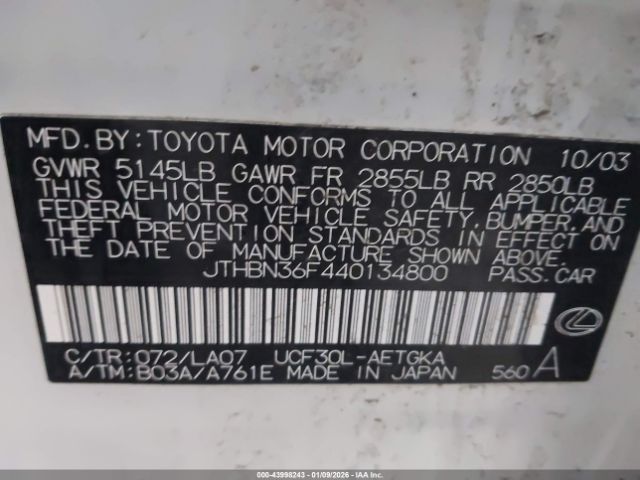 MFD. BY: TOYOTA MOTOR CORPORATION 10/03
GVWR 5145LB GAWR FR 2855LB RR 2850LB
THIS VEHICLE CONFORMS TO ALL APPLICABLE
FEDERAL MOTOR VEHICLE SAFETY, BUMPER, AND
THEFT PREVENTION STANDARDS IN EFFECT ON
THE DATE OF MANUFACTURE SHOWN ABOVE.
JTHBN36F440134800 PASS. CAR
C/TR: 072/LA07 UCF30L-AETGKA
A/TM: B03A/A761E MADE IN JAPAN 560 A
000-43998243 - 01/09/2026 - IAAI.CA